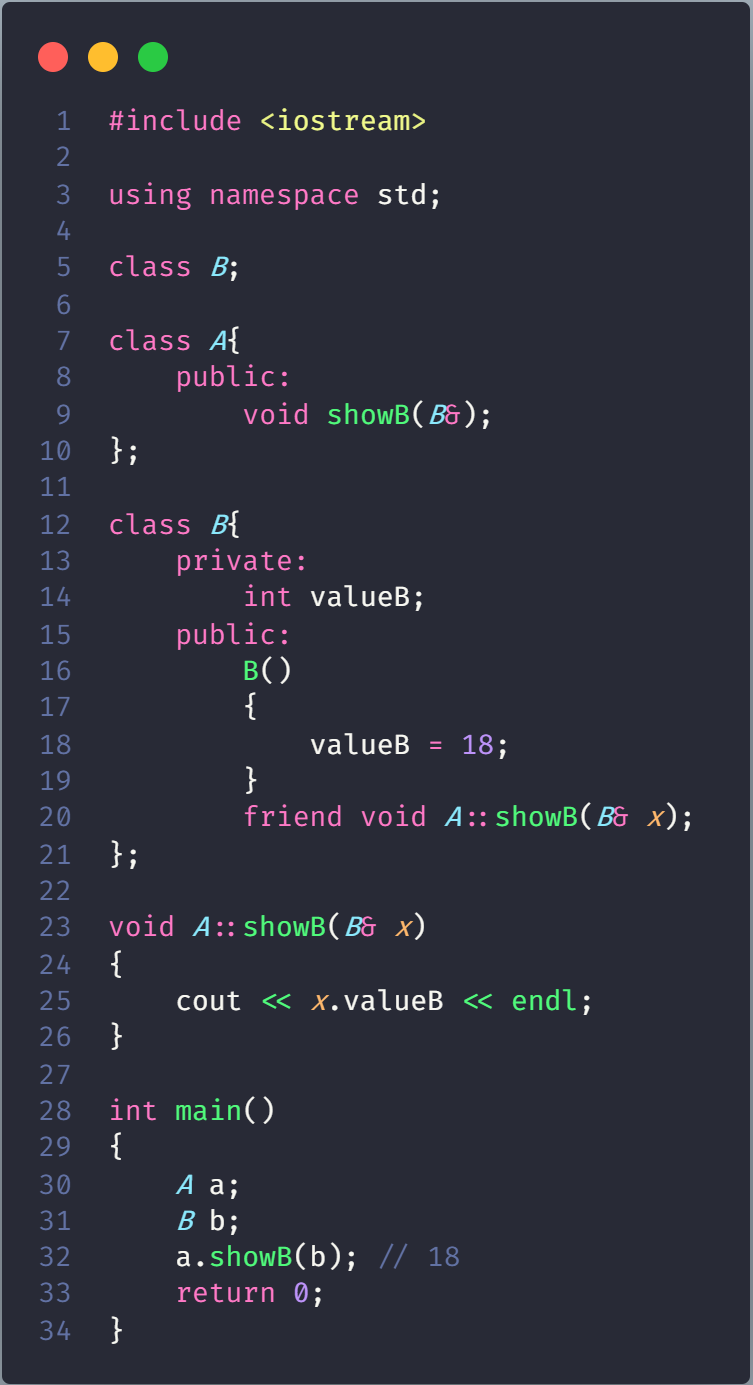 1 #include <iostream>
2
3 using namespace std;
4
5 class B;
6
7 class A{
8     public:
9         void showB(B&);
10 };
11
12 class B{
13     private:
14         int valueB;
15     public:
16         B()
17         {
18             valueB = 18;
19         }
20         friend void A::showB(B& x);
21 };
22
23 void A::showB(B& x)
24 {
25     cout << x.valueB << endl;
26 }
27
28 int main()
29 {
30     A a;
31     B b;
32     a.showB(b); // 18
33     return 0;
34 }